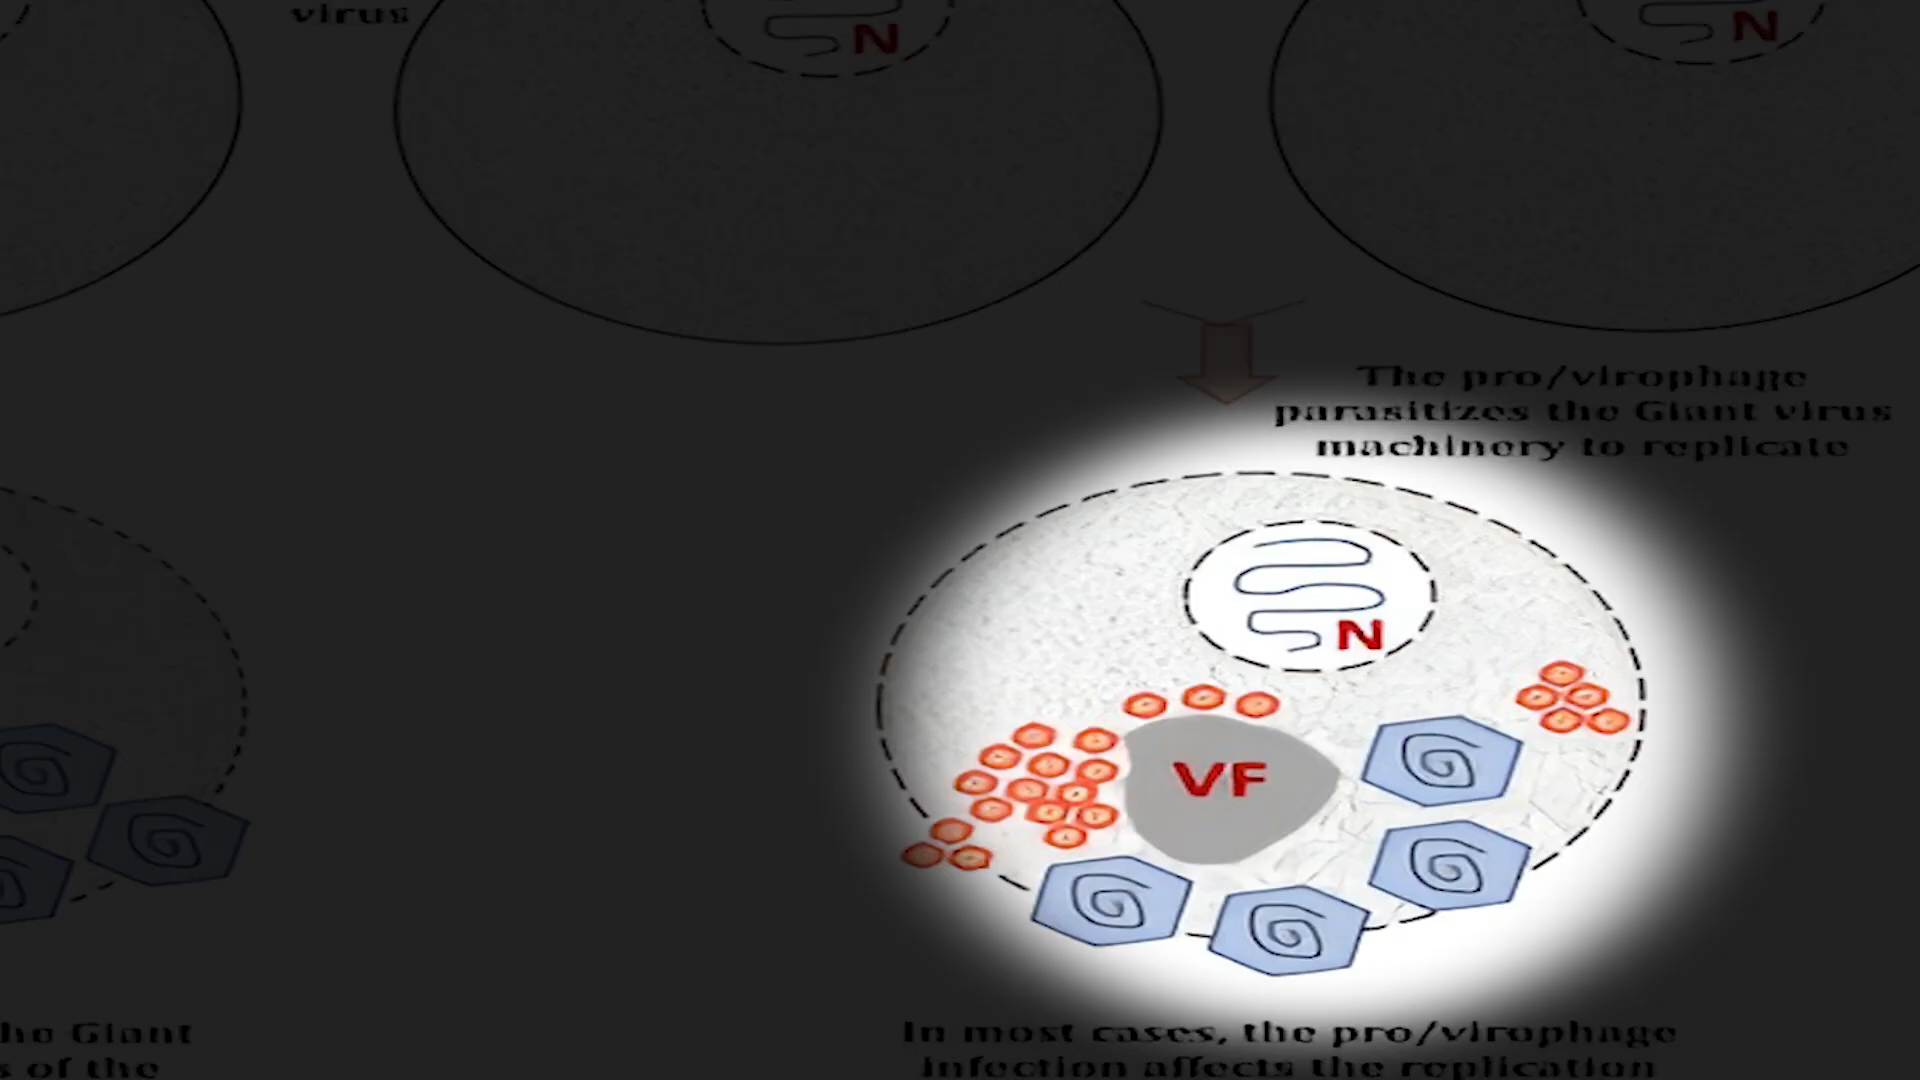 virus
N
N
The pro/virophage
parasitizes the Giant virus
machinery to replicate
N
VF
he Giant
s of the
In most cases, the pro/virophage
infection affects the replication